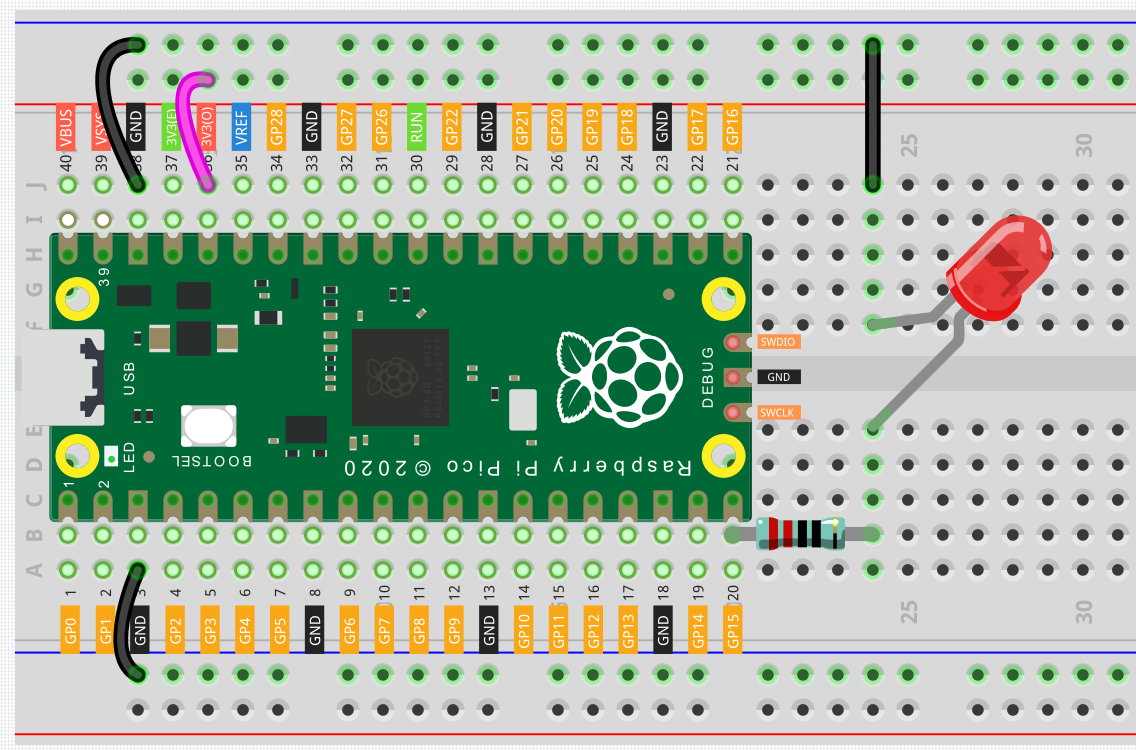 VBUS VSYS GND 3V3(E) 3V3(O) VREF GP28 GND GP27 GP26 RUN GP22 GND GP21 GP20 GP19 GP18 GND GP17 GP16
40 39 38 37 36 35 34 33 32 31 30 29 28 27 26 25 24 23 22 21
25 30
J
I
H
G
F
E
D
C
B
A
39
USB
LED
BOOTSEL
1
2
Raspberry Pi Pico © 2020
DEBUG
SWDIO
GND
SWCLK
1 2 3 4 5 6 7 8 9 10 11 12 13 14 15 16 17 18 19 20
GP0 GP1 GND GP2 GP3 GP4 GP5 GND GP6 GP7 GP8 GP9 GND GP10 GP11 GP12 GP13 GND GP14 GP15
25 30